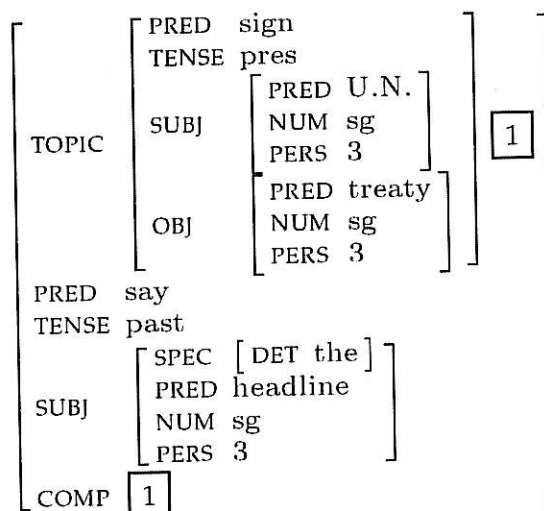 PRED sign
TENSE pres
PRED U.N.
SUBJ NUM sg
PERS 3
TOPIC 1
PRED treaty
OBJ NUM sg
PERS 3
PRED say
TENSE past
SPEC [DET the]
PRED headline
SUBJ NUM sg
PERS 3
COMP 1